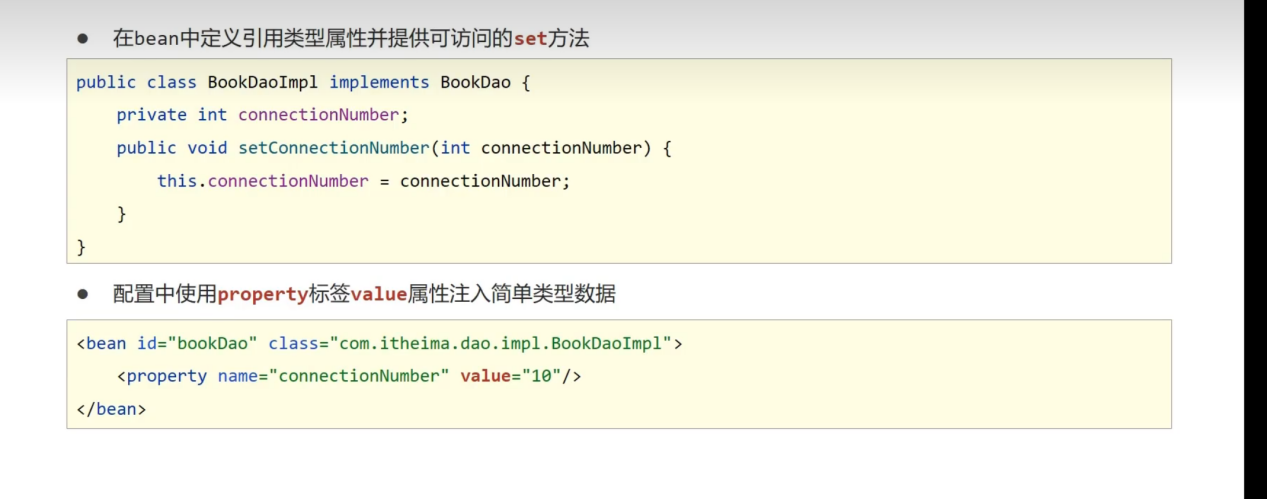 ● 在bean中定义引用类型属性并提供可访问的set方法
public class BookDaoImpl implements BookDao {
    private int connectionNumber;
    public void setConnectionNumber(int connectionNumber) {
        this.connectionNumber = connectionNumber;
    }
}
● 配置中使用property标签value属性注入简单类型数据
<bean id="bookDao" class="com.itheima.dao.impl.BookDaoImpl">
    <property name="connectionNumber" value="10"/>
</bean>